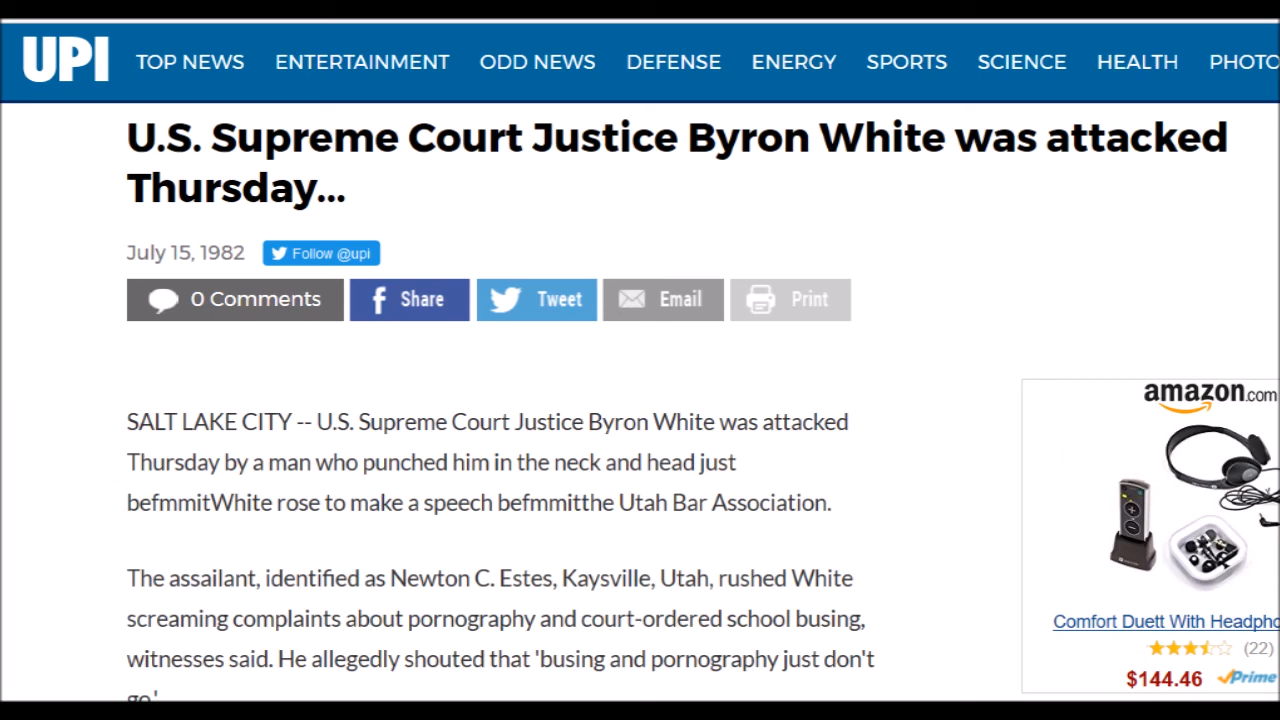 UPI TOP NEWS ENTERTAINMENT ODD NEWS DEFENSE ENERGY SPORTS SCIENCE HEALTH PHOTO
U.S. Supreme Court Justice Byron White was attacked
Thursday...
July 15, 1982 Follow @upi
0 Comments Share Tweet Email Print
SALT LAKE CITY -- U.S. Supreme Court Justice Byron White was attacked
Thursday by a man who punched him in the neck and head just
befmmitWhite rose to make a speech befmmitthe Utah Bar Association.
The assailant, identified as Newton C. Estes, Kaysville, Utah, rushed White
screaming complaints about pornography and court-ordered school busing,
witnesses said. He allegedly shouted that 'busing and pornography just don't
go.'
amazon.com
Comfort Duett With Headpho
(22)
$144.46 Prime